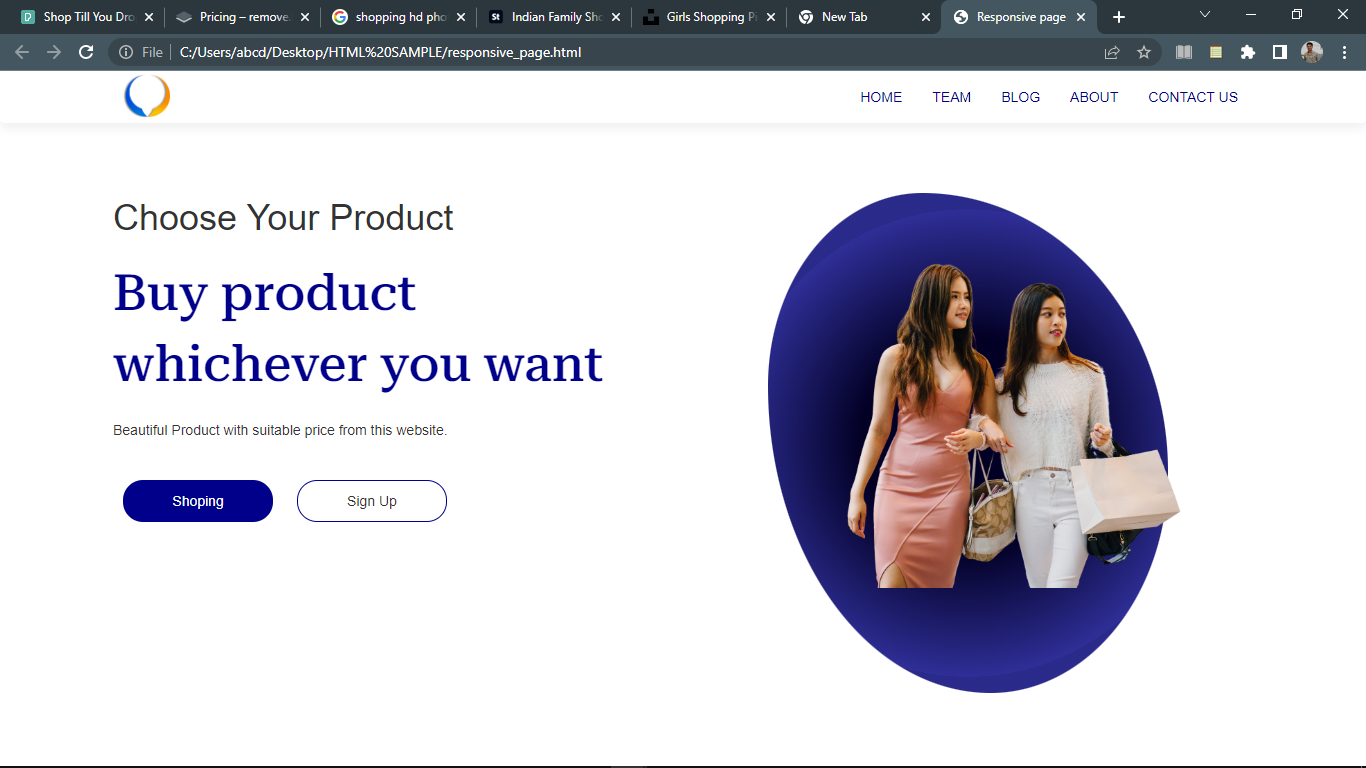 Shop Till You Dro
Pricing – remove.
shopping hd pho
Indian Family Sho
Girls Shopping Pi
New Tab
Responsive page
File
C:/Users/abcd/Desktop/HTML%20SAMPLE/responsive_page.html
HOME TEAM BLOG ABOUT CONTACT US
Choose Your Product
Buy product
whichever you want
Beautiful Product with suitable price from this website.
Shoping Sign Up